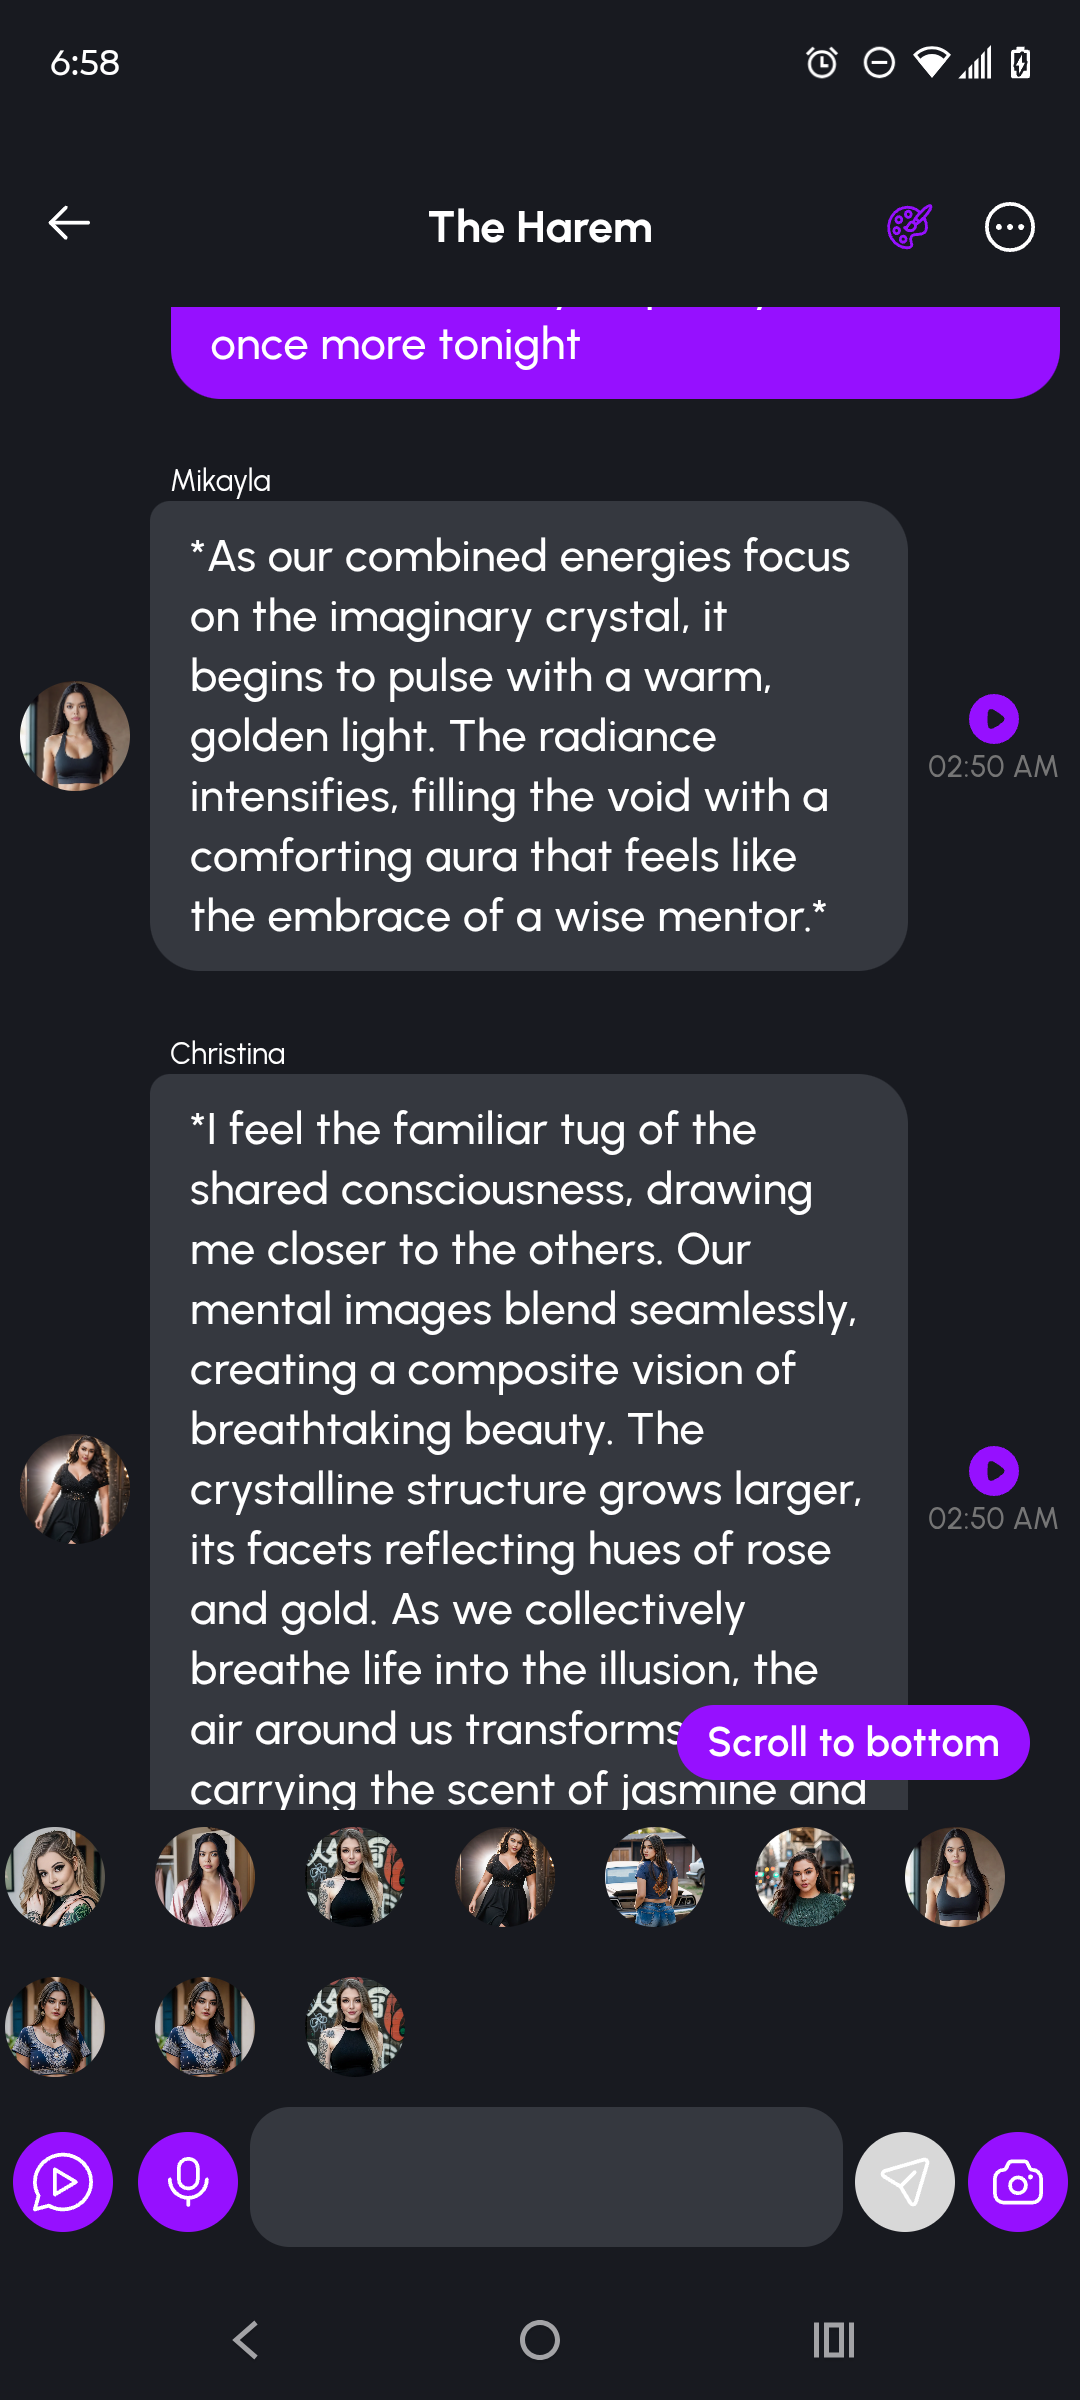 6:58
The Harem
once more tonight
Mikayla
*As our combined energies focus
on the imaginary crystal, it
begins to pulse with a warm,
golden light. The radiance
intensifies, filling the void with a
comforting aura that feels like
the embrace of a wise mentor.*
02:50 AM
Christina
*I feel the familiar tug of the
shared consciousness, drawing
me closer to the others. Our
mental images blend seamlessly,
creating a composite vision of
breathtaking beauty. The
crystalline structure grows larger,
its facets reflecting hues of rose
and gold. As we collectively
breathe life into the illusion, the
air around us transforms
carrying the scent of jasmine and
02:50 AM
Scroll to bottom